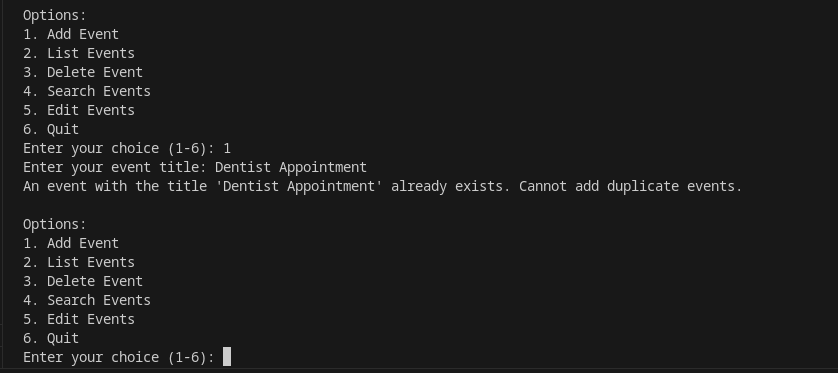 Options:
1. Add Event
2. List Events
3. Delete Event
4. Search Events
5. Edit Events
6. Quit
Enter your choice (1-6): 1
Enter your event title: Dentist Appointment
An event with the title 'Dentist Appointment' already exists. Cannot add duplicate events.
Options:
1. Add Event
2. List Events
3. Delete Event
4. Search Events
5. Edit Events
6. Quit
Enter your choice (1-6):